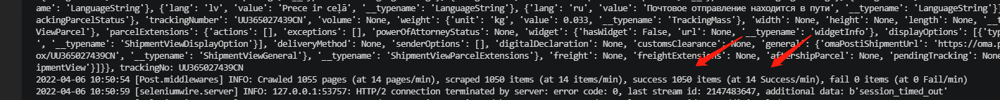 ame': 'LanguageString'}, {'lang': 'lv', 'value': 'Prece ir ceļā', '__typename': 'LanguageString'}, {'lang': 'ru', 'value': 'Почтовое отправление находится в пути', '__typename': 'LanguageString'}]
ackingParcelStatus'}, 'trackingNumber': 'UU365027439CN', 'volume': None, 'weight': {'unit': 'kg', 'value': 0.033, '__typename': 'TrackingMass'}, 'width': None, 'height': None, 'length': None, '__t
ViewParcel'}, 'parcelExtensions': {'actions': [], 'exceptions': [], 'powerOfAttorneyStatus': None, 'widget': {'hasWidget': False, 'url': None, '__typename': 'widgetInfo'}, 'displayOptions': [{'ty
', '__typename': 'ShipmentViewDisplayOption'}], 'deliveryMethod': None, 'senderOptions': [], 'digitalDeclaration': None, 'customsClearance': None, 'general': {'omaPostiShipmentUrl': 'https://oma.p
ox/UU365027439CN', '__typename': 'ShipmentViewGeneral'}, '__typename': 'ShipmentViewParcelExtensions'}, 'freight': None, 'freightExtensions': None, 'aftershipParcel': None, 'pendingTracking': None
ipmentView'}]}}, trackingNo: UU365027439CN
2022-04-06 10:50:54 [Post.middlewares] INFO: Crawled 1055 pages (at 14 pages/min), scraped 1050 items (at 14 items/min), success 1050 items (at 14 Success/min), fail 0 items (at 0 Fail/min)
2022-04-06 10:50:59 [seleniumwire.server] INFO: 127.0.0.1:53757: HTTP/2 connection terminated by server: error code: 0, last stream id: 2147483647, additional data: b'session_timed_out'